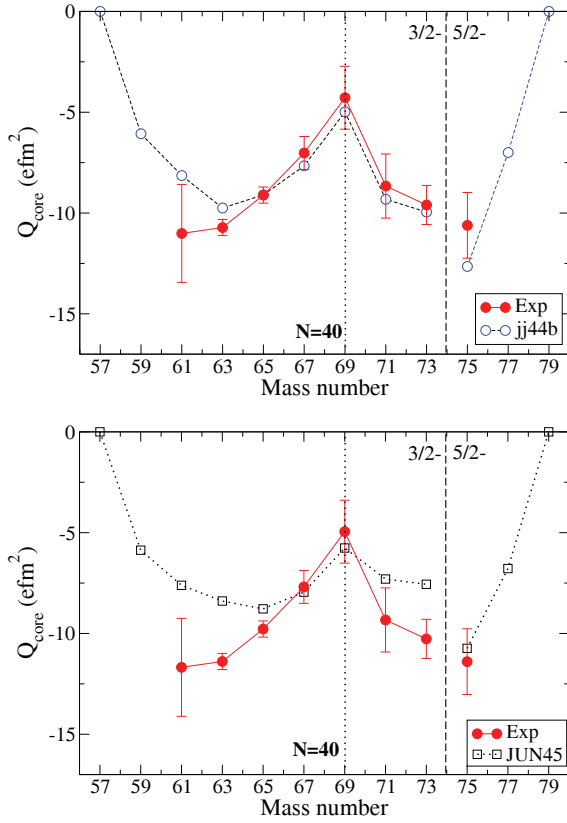 0
-5
-10
-15
Q_core (efm^2)
3/2-
5/2-
N=40
Exp
jj44b
57 59 61 63 65 67 69 71 73 75 77 79
Mass number
0
-5
-10
-15
Q_core (efm^2)
3/2-
5/2-
N=40
Exp
JUN45
57 59 61 63 65 67 69 71 73 75 77 79
Mass number